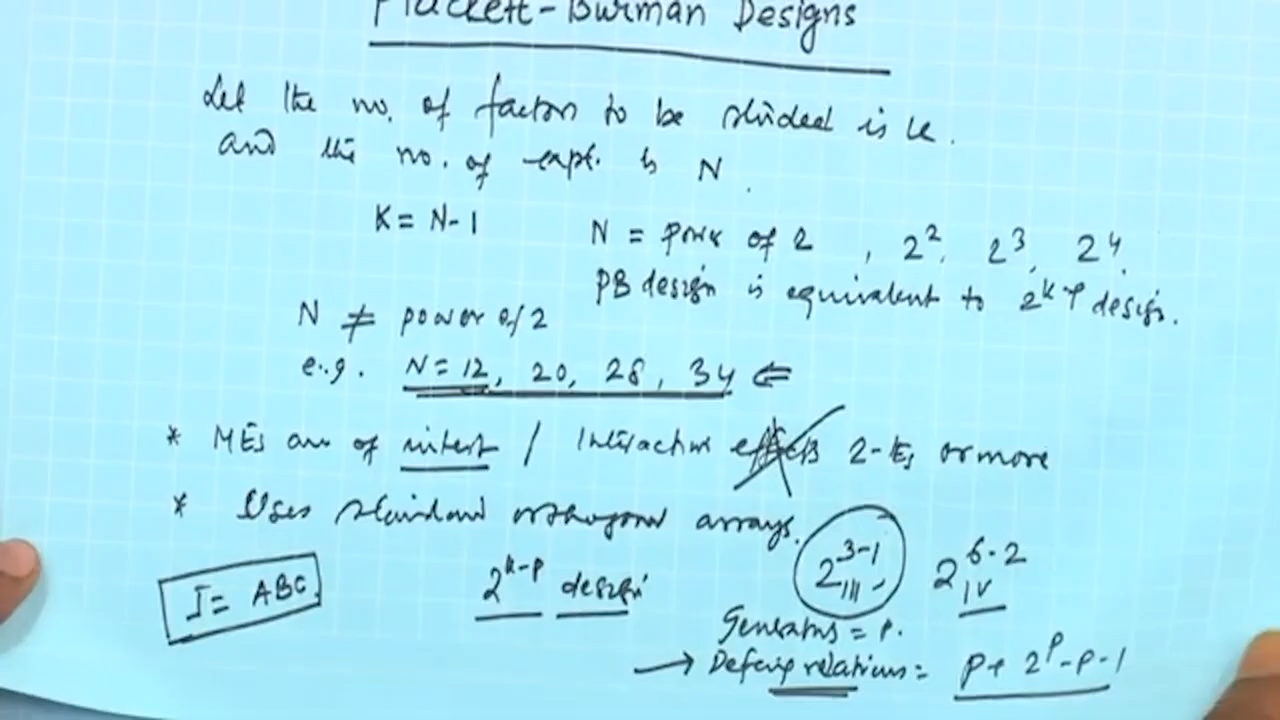 Plackett-Burman Designs
Let the no. of factors to be studied is k.
and the no. of expt. is N.
K = N-1
N = power of 2, 2², 2³, 2⁴.
PB design is equivalent to 2^k-p design.
N ≠ power of 2
e.g. N = 12, 20, 28, 34 ⇐
* MEs are of interest / Interaction effects 2-IEs or more
* Uses standard orthogonal arrays.
I = ABC
2^k-p design
2^3-1 III
2^6-2 IV
Generators = p.
→ Defining relations = p + 2^p - p - 1